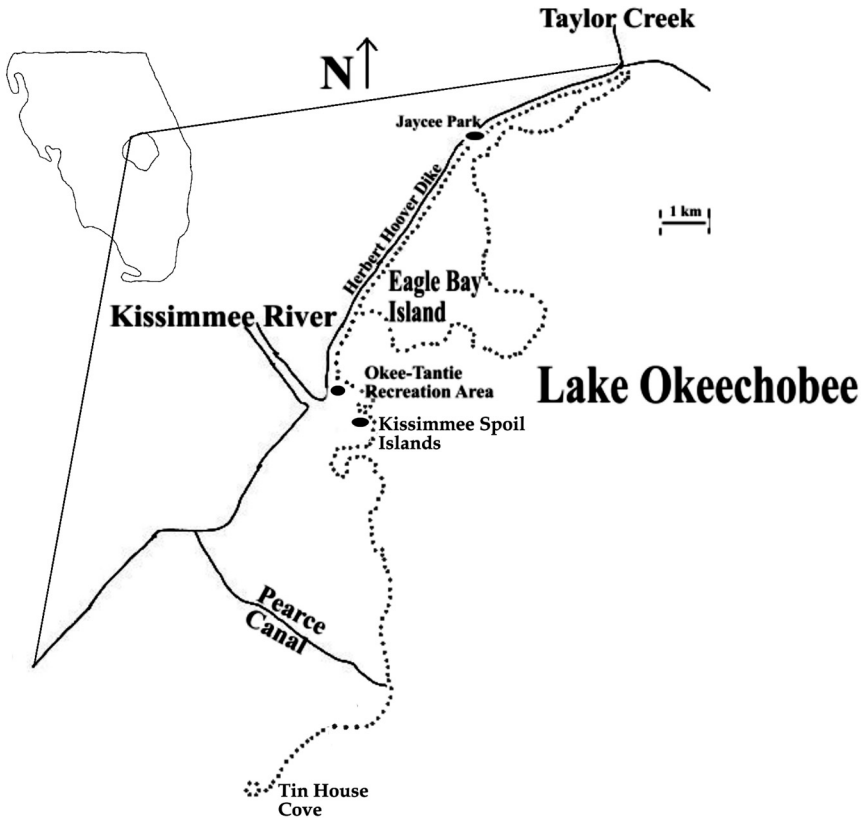 Taylor Creek
N
Jaycee Park
1 km
Herbert Hoover Dike
Eagle Bay
Island
Kissimmee River
Okee-Tantie
Recreation Area
Lake Okeechobee
Kissimmee Spoil
Islands
Pearce
Canal
Tin House
Cove